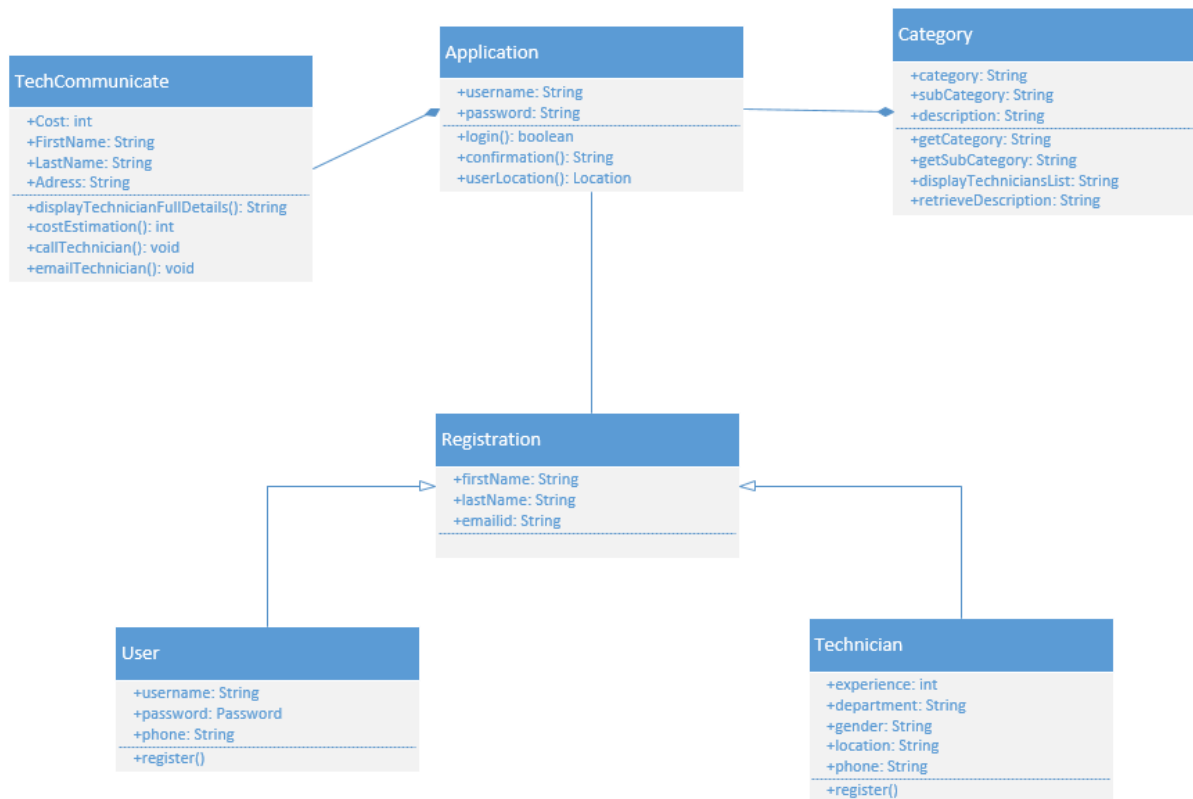 TechCommunicate
+Cost: int
+FirstName: String
+LastName: String
+Adress: String
+displayTechnicianFullDetails(): String
+costEstimation(): int
+callTechnician(): void
+emailTechnician(): void
Application
+username: String
+password: String
+login(): boolean
+confirmation(): String
+userLocation(): Location
Category
+category: String
+subCategory: String
+description: String
+getCategory: String
+getSubCategory: String
+displayTechniciansList: String
+retrieveDescription: String
Registration
+firstName: String
+lastName: String
+emailid: String
User
+username: String
+password: Password
+phone: String
+register()
Technician
+experience: int
+department: String
+gender: String
+location: String
+phone: String
+register()